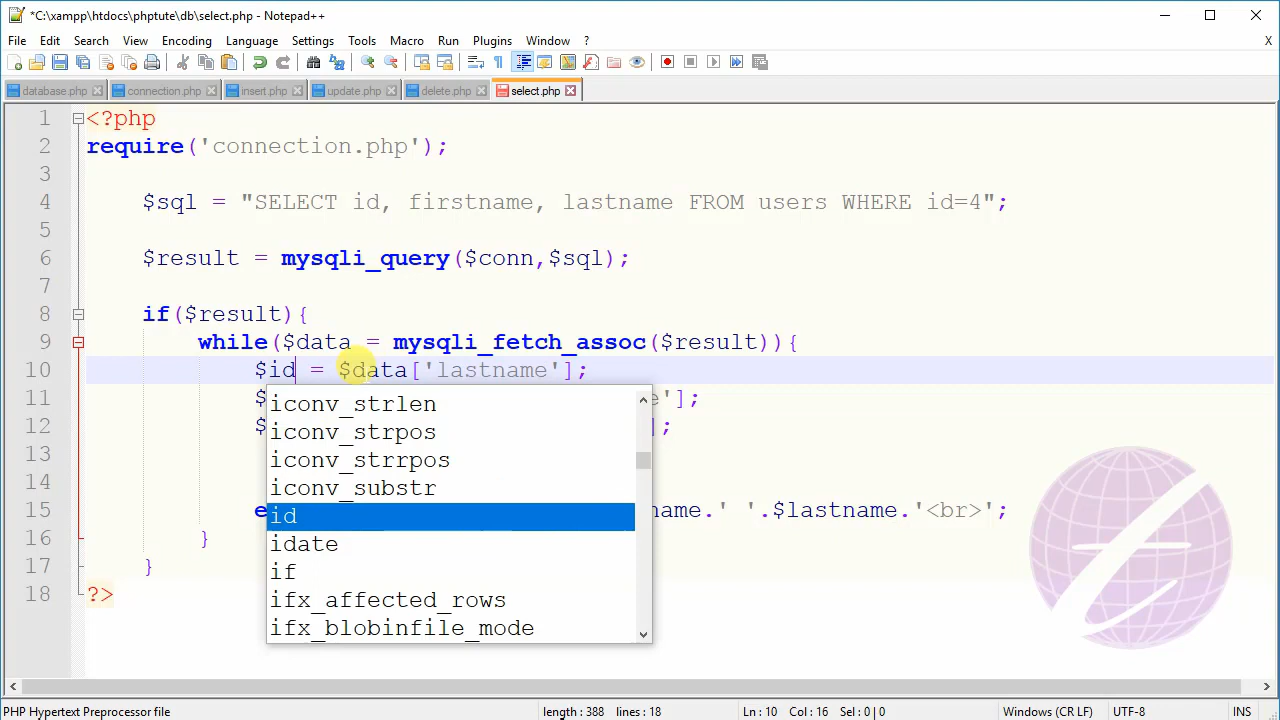 *C:\xampp\htdocs\phptute\db\select.php - Notepad++
File Edit Search View Encoding Language Settings Tools Macro Run Plugins Window ? X
database.php connection.php insert.php update.php delete.php select.php
1 <?php
2 require('connection.php');
3
4 $sql = "SELECT id, firstname, lastname FROM users WHERE id=4";
5
6 $result = mysqli_query($conn,$sql);
7
8 if($result){
9 while($data = mysqli_fetch_assoc($result)){
10 $id = $data['lastname'];
11 $ e'];
12 $ ];
13
14
15 e name.' '.$lastname.'<br>';
16 }
17 }
18 ?>
iconv_strlen
iconv_strpos
iconv_strrpos
iconv_substr
id
idate
if
ifx_affected_rows
ifx_blobinfile_mode
PHP Hypertext Preprocessor file length : 388 lines : 18 Ln : 10 Col : 16 Sel : 0 | 0 Windows (CR LF) UTF-8 INS